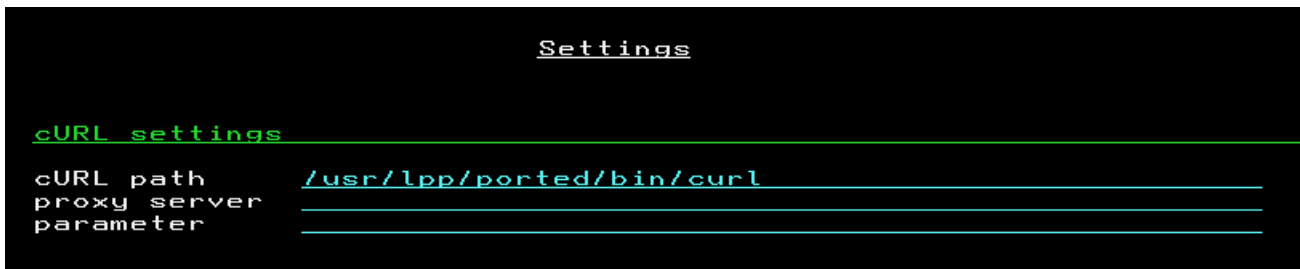 Settings
cURL settings
cURL path /usr/lpp/ported/bin/curl
proxy server
parameter